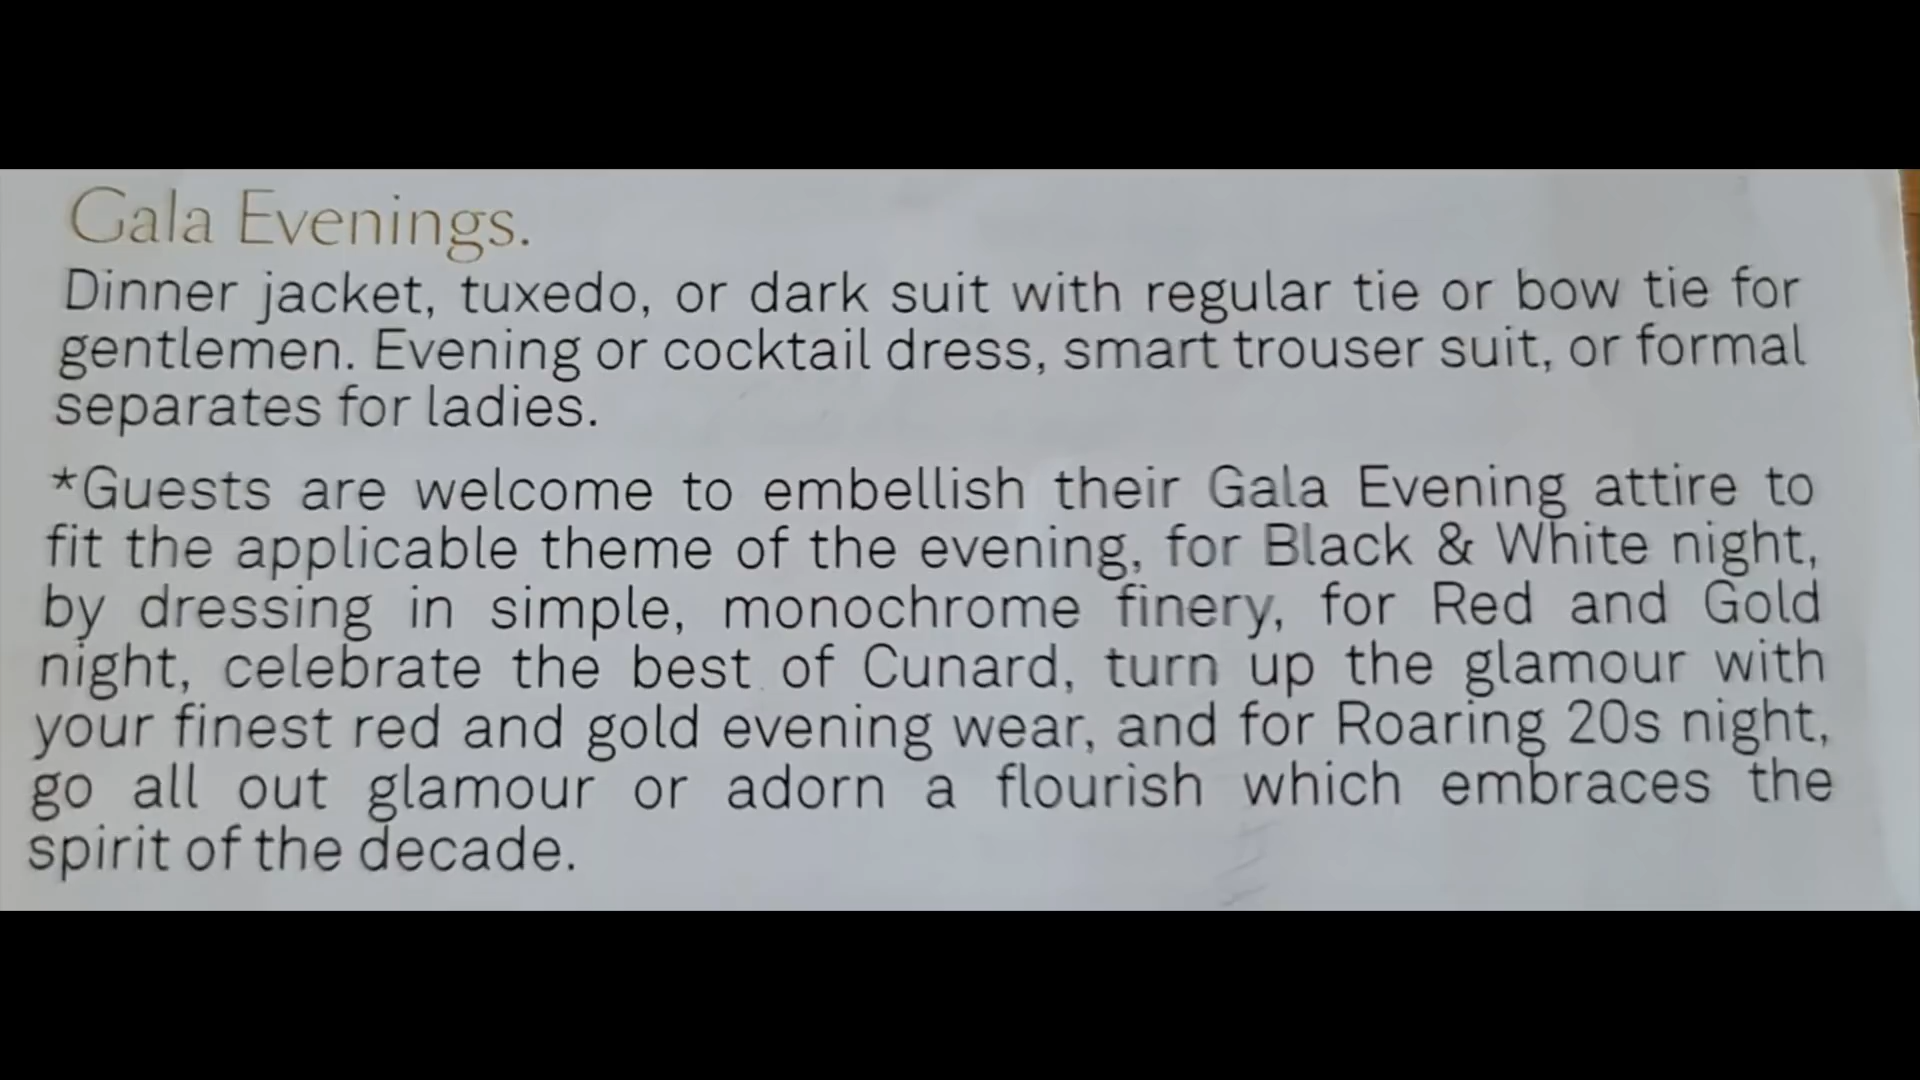 Gala Evenings.
Dinner jacket, tuxedo, or dark suit with regular tie or bow tie for
gentlemen. Evening or cocktail dress, smart trouser suit, or formal
separates for ladies.
*Guests are welcome to embellish their Gala Evening attire to
fit the applicable theme of the evening, for Black & White night,
by dressing in simple, monochrome finery, for Red and Gold
night, celebrate the best of Cunard, turn up the glamour with
your finest red and gold evening wear, and for Roaring 20s night,
go all out glamour or adorn a flourish which embraces the
spirit of the decade.